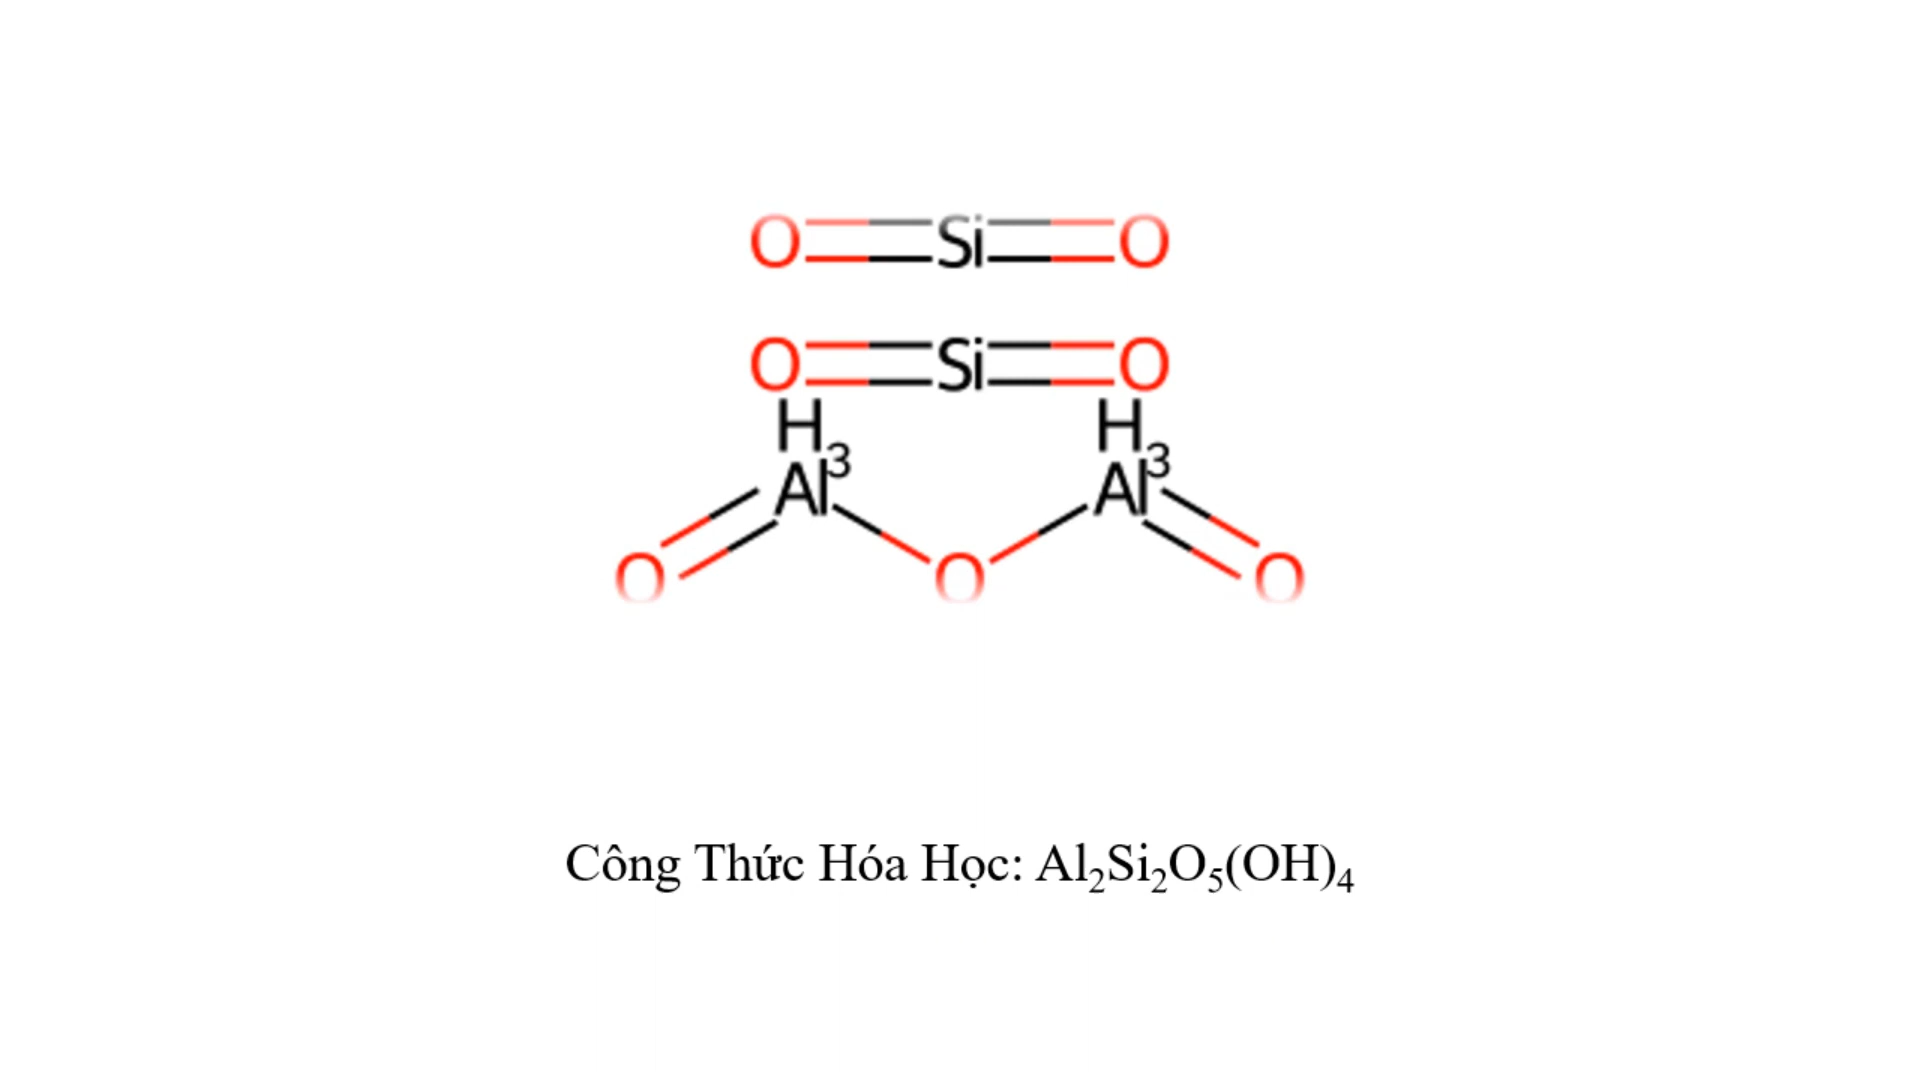 O Si O
O Si O
H3 H3
Al Al
O O O
Công Thức Hóa Học: Al₂Si₂O₅(OH)₄